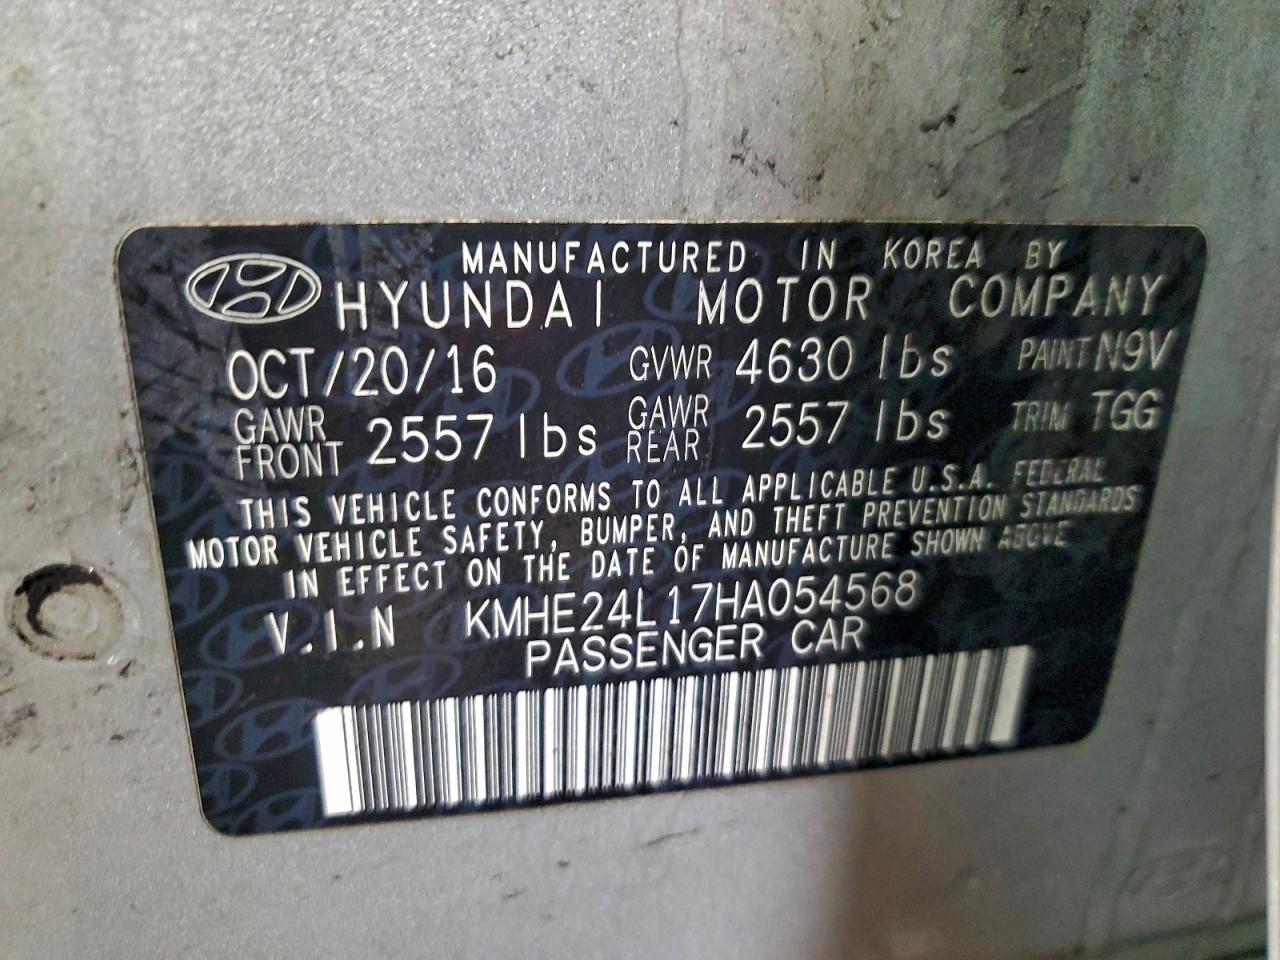 MANUFACTURED IN KOREA BY
HYUNDAI MOTOR COMPANY
OCT/20/16 GVWR 4630 lbs PAINT N9V
GAWR FRONT 2557 lbs GAWR REAR 2557 lbs TRIM TGG
THIS VEHICLE CONFORMS TO ALL APPLICABLE U.S.A. FEDERAL
MOTOR VEHICLE SAFETY, BUMPER, AND THEFT PREVENTION STANDARDS
IN EFFECT ON THE DATE OF MANUFACTURE SHOWN ABOVE
V.I.N KMHE24L17HA054568
PASSENGER CAR